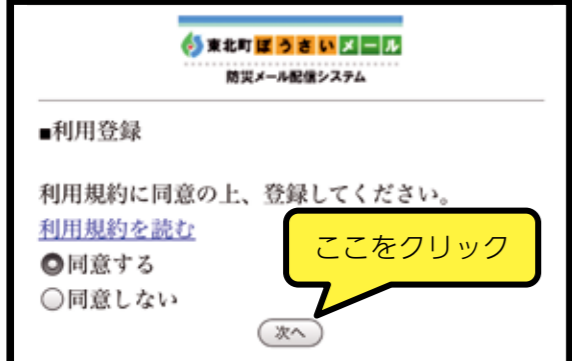 東北町ぼうさいメール
防災メール配信システム
■利用登録
利用規約に同意の上、登録してください。
利用規約を読む
◉同意する
○同意しない
ここをクリック
次へ